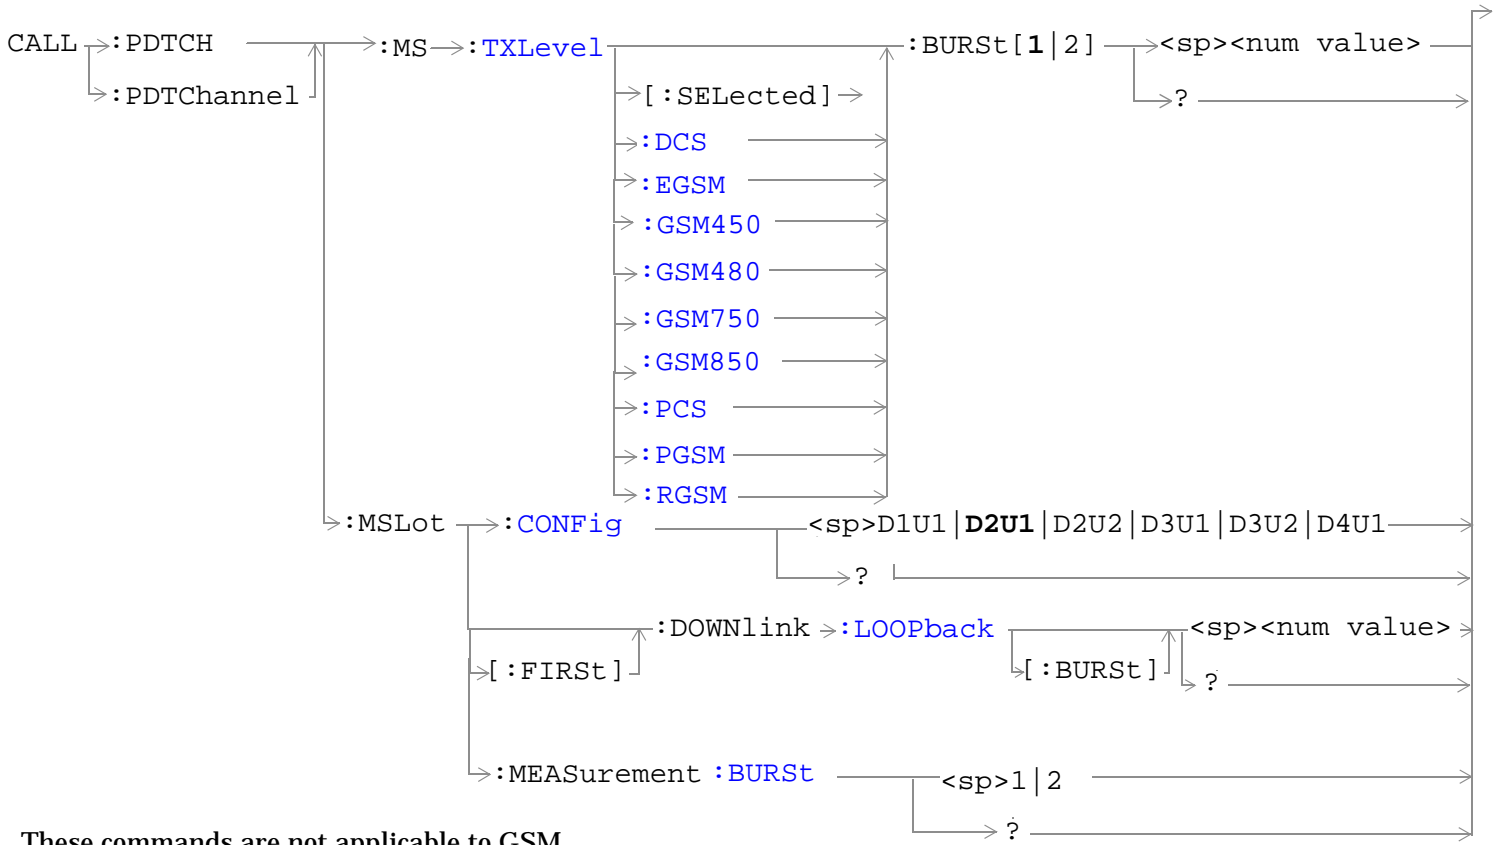 CALL :PDTCH :MS :TXLevel :BURSt[1|2] <sp><num value>
:PDTChannel [:SELected] ?
:DCS
:EGSM
:GSM450
:GSM480
:GSM750
:GSM850
:PCS
:PGSM
:RGSM
:MSLot :CONFig <sp>D1U1|D2U1|D2U2|D3U1|D3U2|D4U1
?
:DOWNlink :LOOPback <sp><num value>
[:FIRSt] [:BURSt] ?
:MEASurement :BURSt <sp>1|2
?
These commands are not applicable to GSM